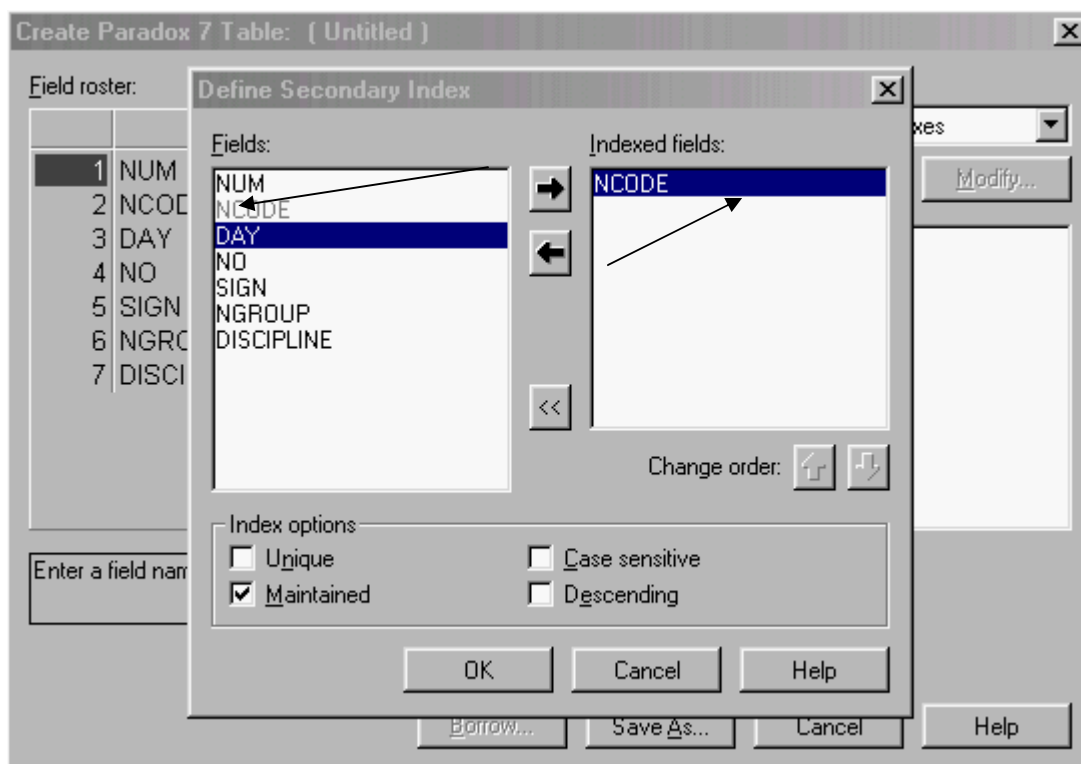 Create Paradox 7 Table: ( Untitled )
Field roster:
1 NUM
2 NCOD
3 DAY
4 NO
5 SIGN
6 NGRO
7 DISCI
Enter a field nam
xes
Modify...
Define Secondary Index
Fields:
NUM
NCODE
DAY
NO
SIGN
NGROUP
DISCIPLINE
<<
Indexed fields:
NCODE
Change order:
Index options
Unique
Case sensitive
Maintained
Descending
OK Cancel Help
Borrow... Save As... Cancel Help